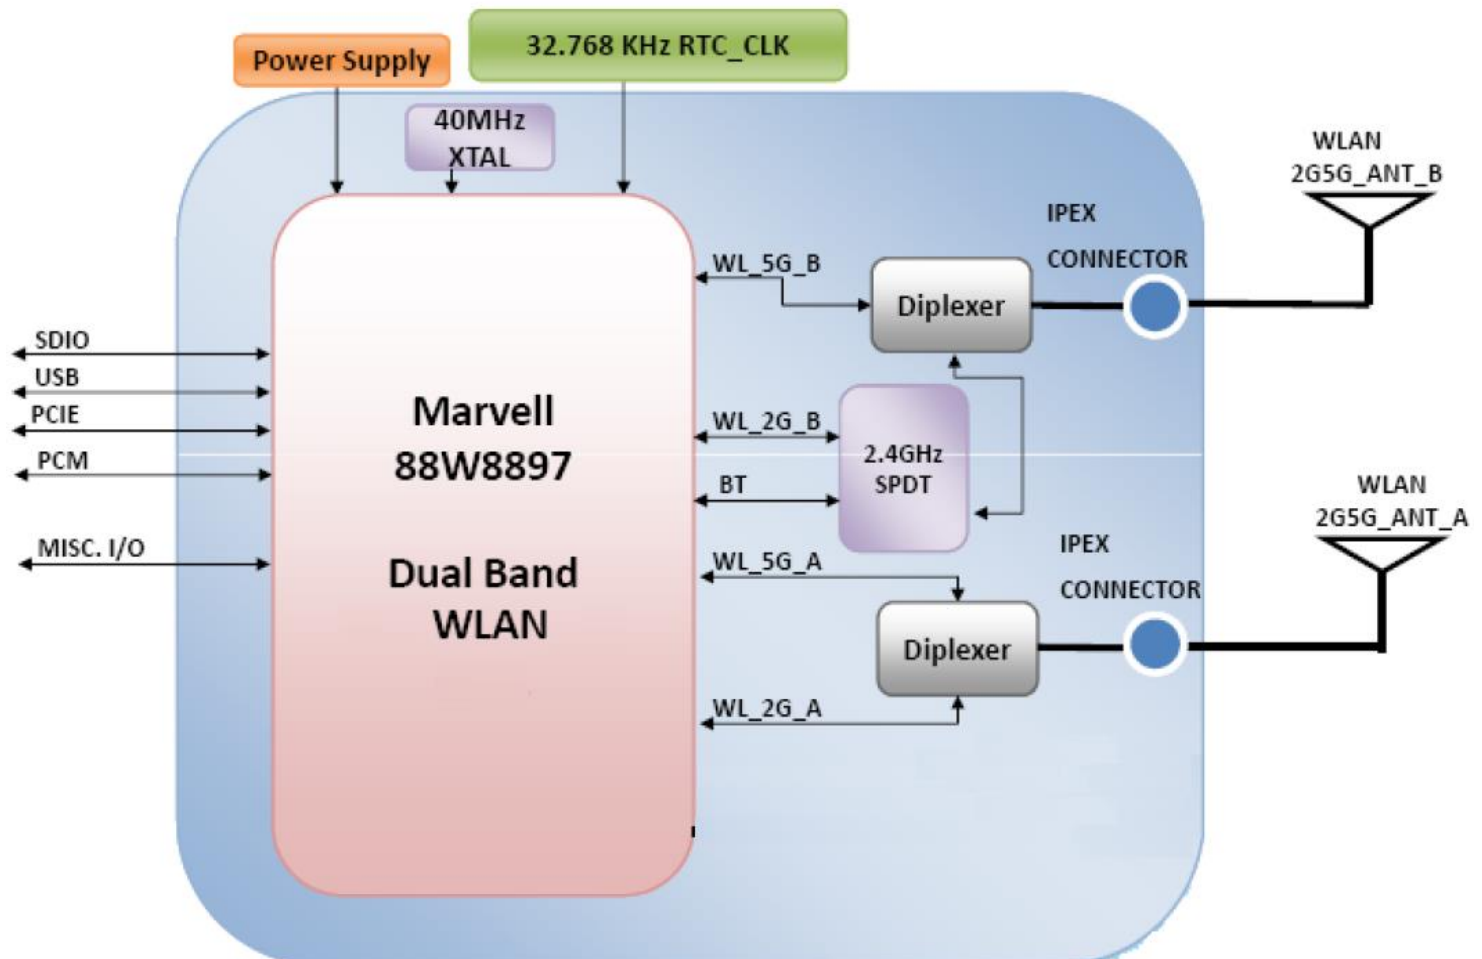 Power Supply
32.768 KHz RTC_CLK
40MHz
XTAL
WLAN
2G5G_ANT_B
IPEX
CONNECTOR
WL_5G_B
Diplexer
SDIO
USB
PCIE
PCM
MISC. I/O
Marvell
88W8897
Dual Band
WLAN
WL_2G_B
BT
2.4GHz
SPDT
WLAN
2G5G_ANT_A
IPEX
CONNECTOR
WL_5G_A
Diplexer
WL_2G_A